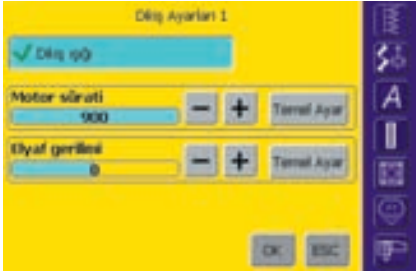 Dikiş Ayarları 1
Dikiş ışığı
Motor sürati
900
Temel Ayar
Elyaf gerilimi
0
Temel Ayar
OK
ESC
A